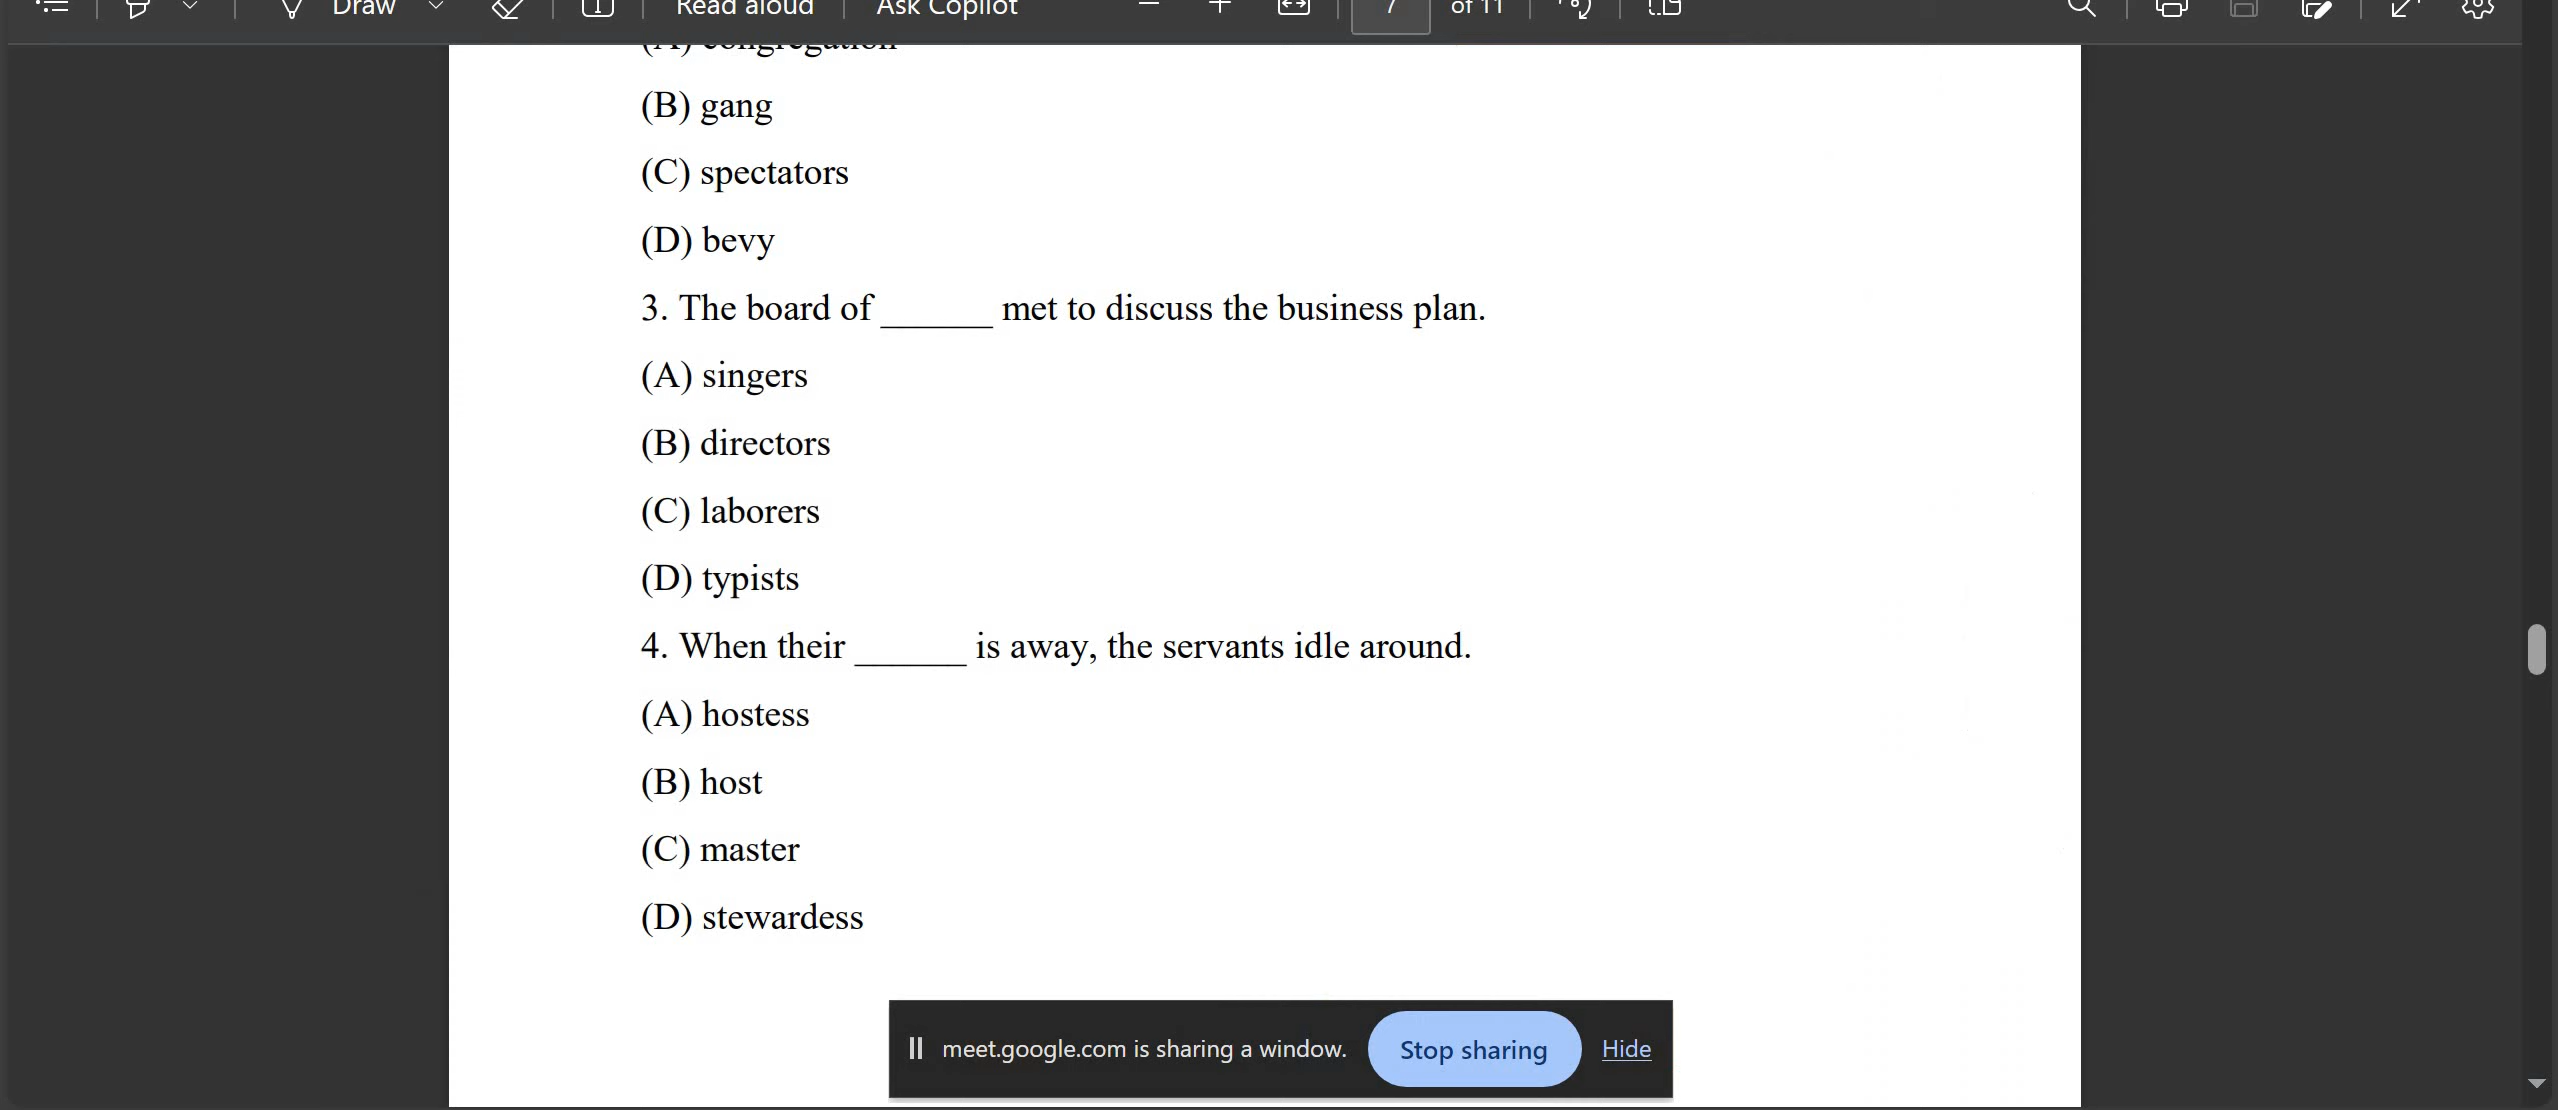 Draw Read aloud Ask Copilot 7 of 11
(A) congregation
(B) gang
(C) spectators
(D) bevy
3. The board of ______ met to discuss the business plan.
(A) singers
(B) directors
(C) laborers
(D) typists
4. When their ______ is away, the servants idle around.
(A) hostess
(B) host
(C) master
(D) stewardess
meet.google.com is sharing a window. Stop sharing Hide